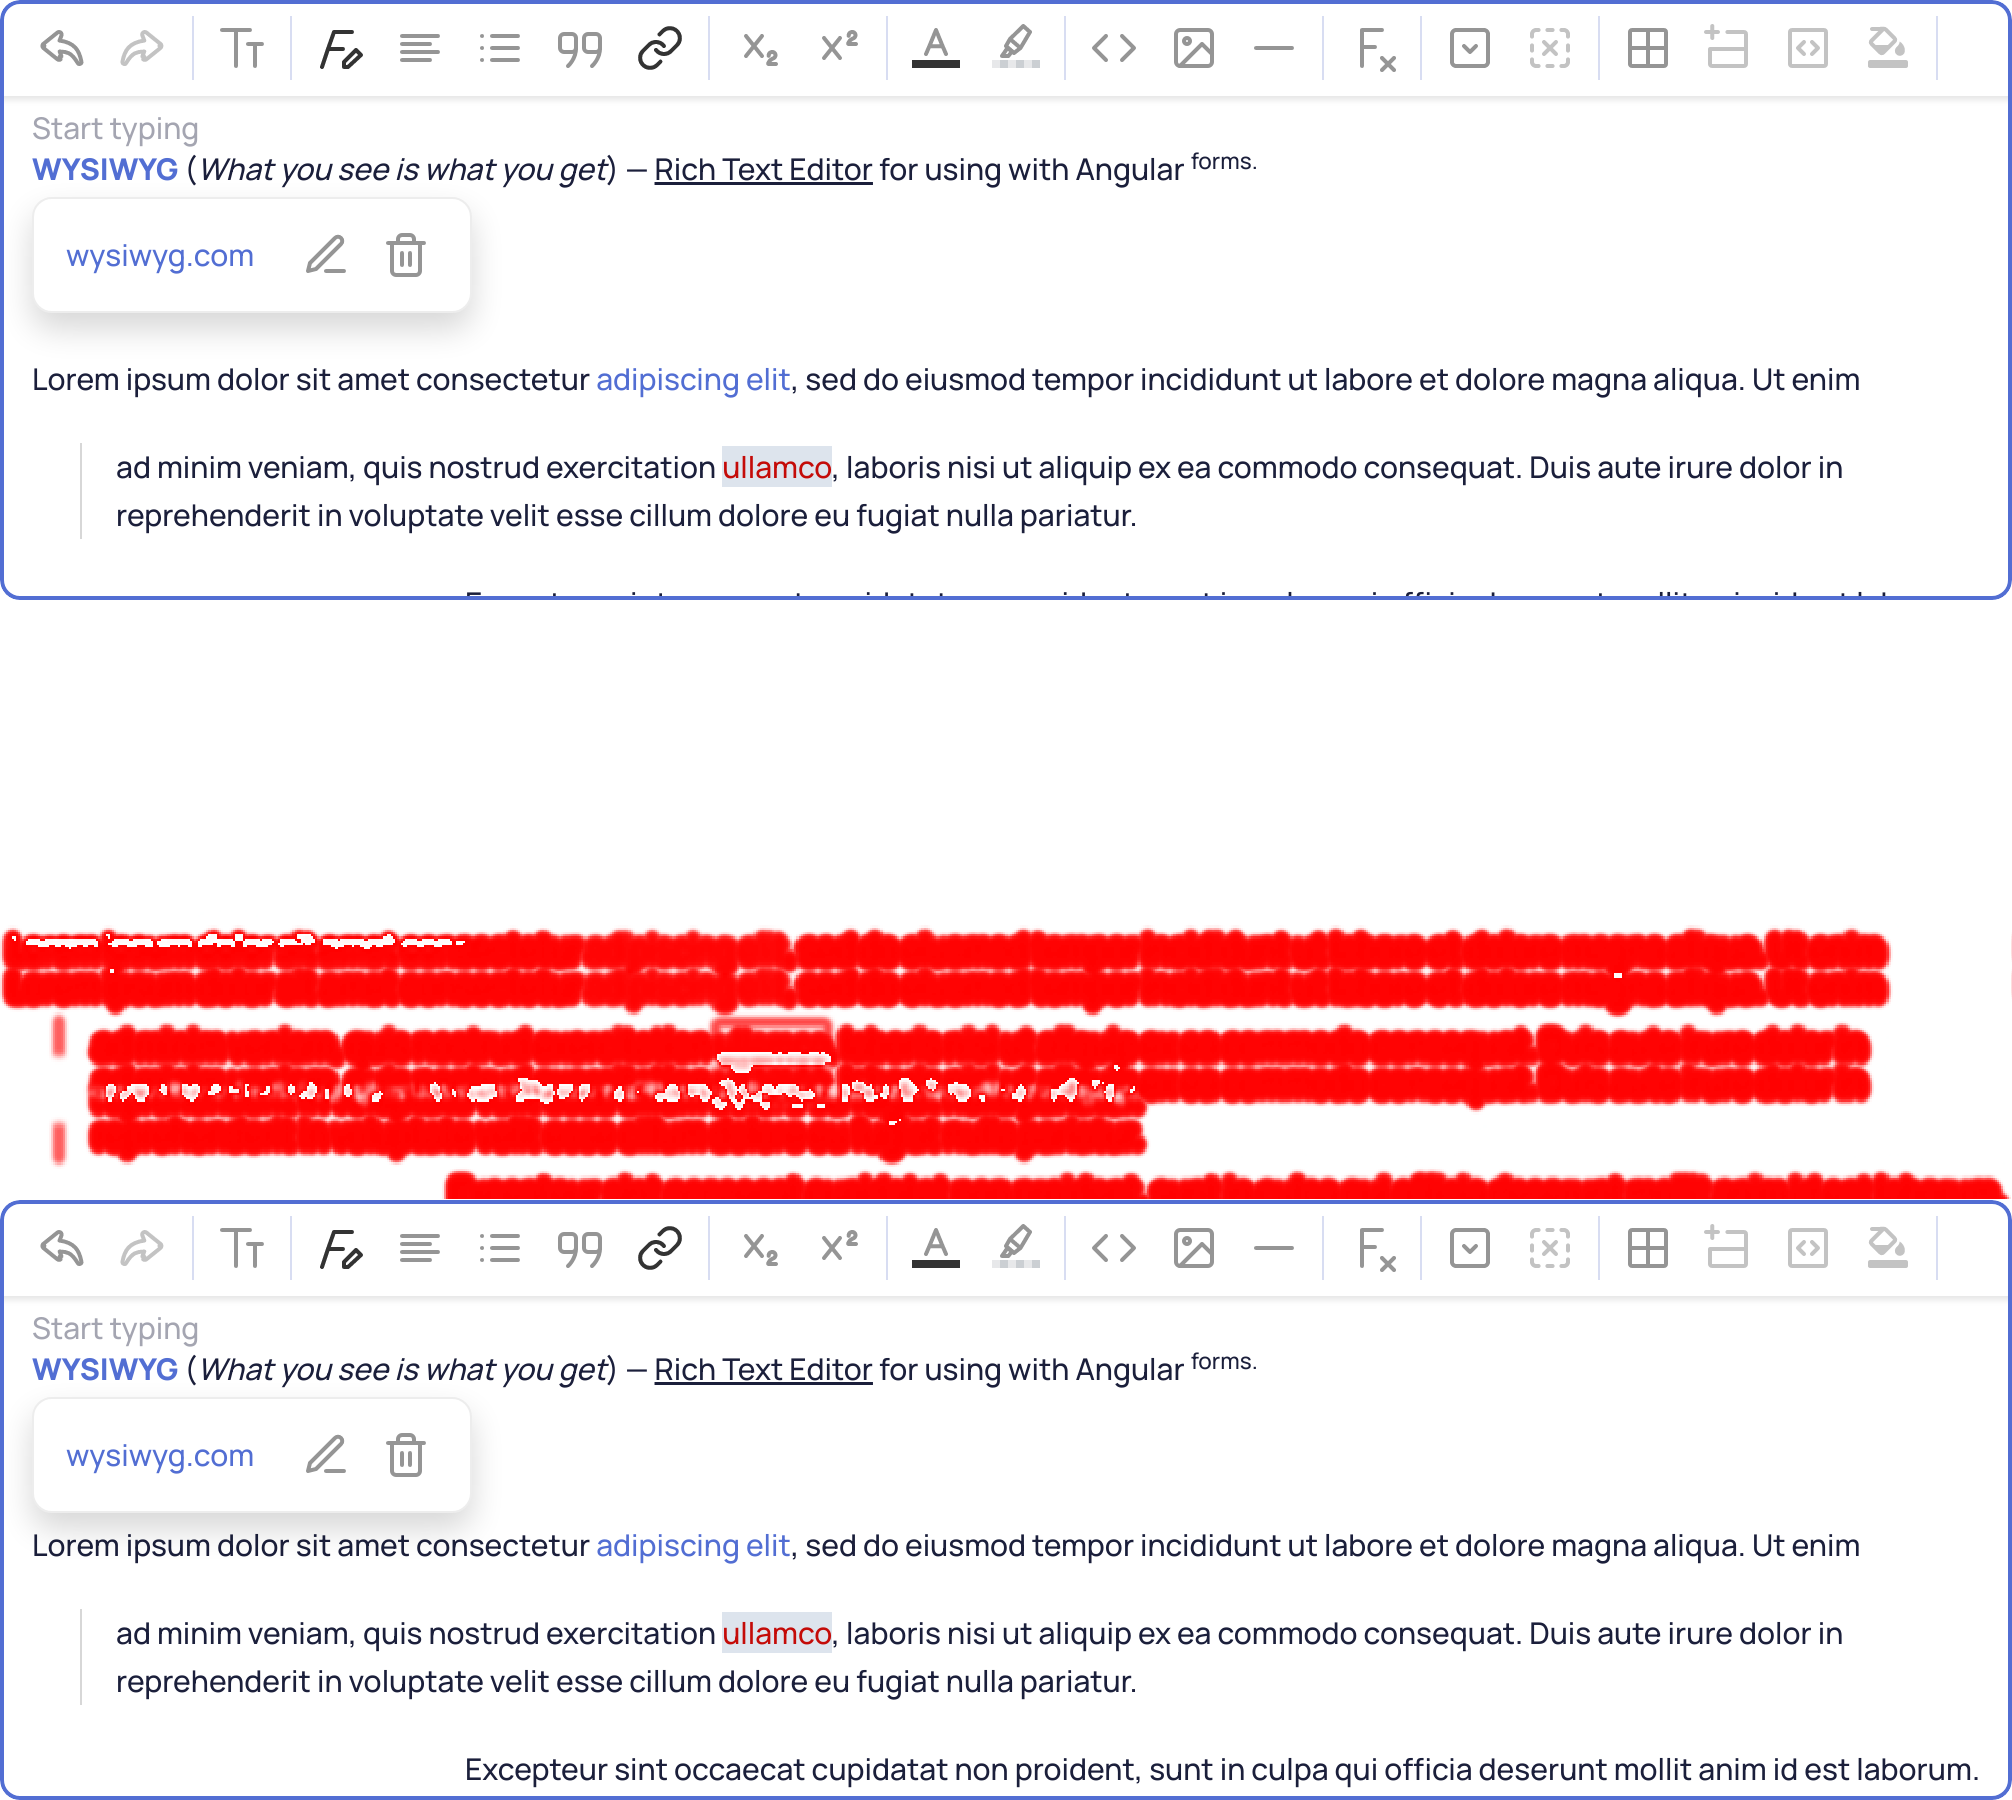 Start typing
WYSIWYG (What you see is what you get) — Rich Text Editor for using with Angular forms.
wysiwyg.com
Lorem ipsum dolor sit amet consectetur adipiscing elit, sed do eiusmod tempor incididunt ut labore et dolore magna aliqua. Ut enim
ad minim veniam, quis nostrud exercitation ullamco, laboris nisi ut aliquip ex ea commodo consequat. Duis aute irure dolor in
reprehenderit in voluptate velit esse cillum dolore eu fugiat nulla pariatur.
Start typing
WYSIWYG (What you see is what you get) — Rich Text Editor for using with Angular forms.
wysiwyg.com
Lorem ipsum dolor sit amet consectetur adipiscing elit, sed do eiusmod tempor incididunt ut labore et dolore magna aliqua. Ut enim
ad minim veniam, quis nostrud exercitation ullamco, laboris nisi ut aliquip ex ea commodo consequat. Duis aute irure dolor in
reprehenderit in voluptate velit esse cillum dolore eu fugiat nulla pariatur.
Excepteur sint occaecat cupidatat non proident, sunt in culpa qui officia deserunt mollit anim id est laborum.